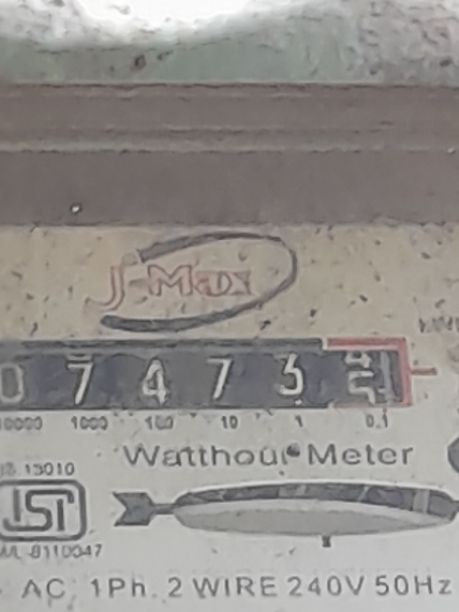 J-Max
0 7 4 7 3
10000 1000 100 10 1 0.1
Watthour Meter
IS 13010
ISI
CM/L-8110047
AC, 1Ph. 2 WIRE 240V 50Hz